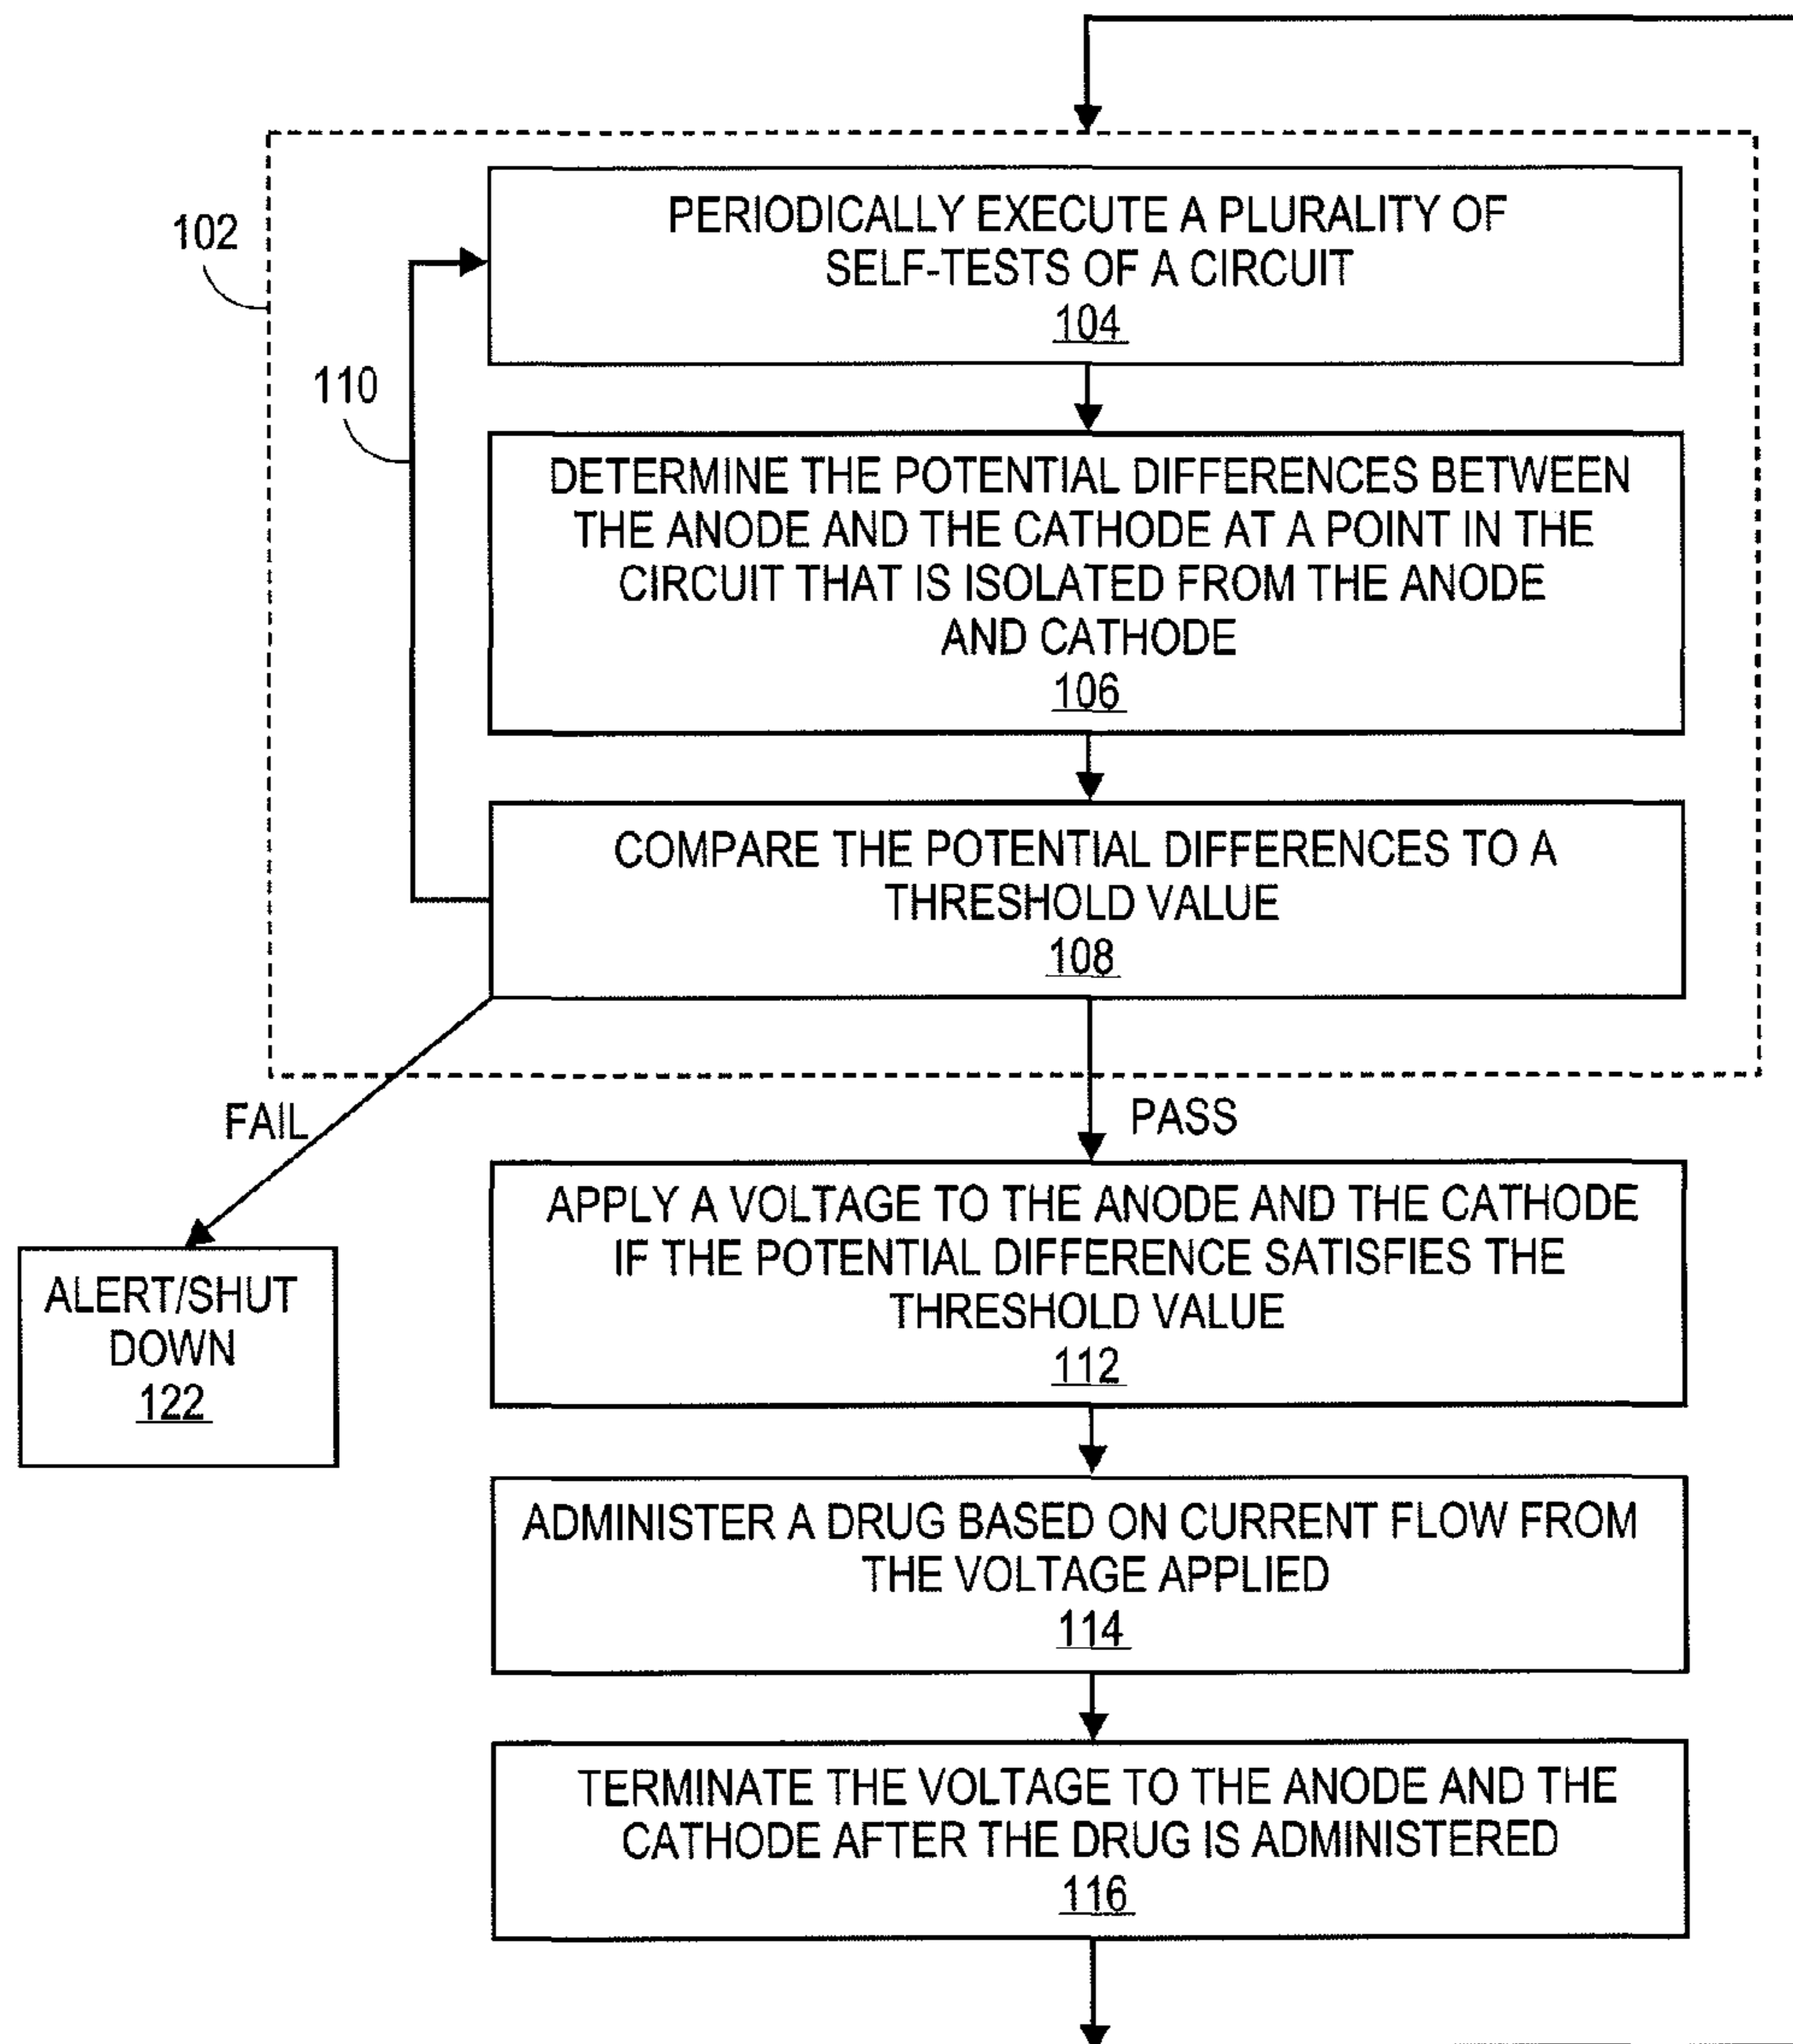 102
PERIODICALLY EXECUTE A PLURALITY OF
SELF-TESTS OF A CIRCUIT
104
110
DETERMINE THE POTENTIAL DIFFERENCES BETWEEN
THE ANODE AND THE CATHODE AT A POINT IN THE
CIRCUIT THAT IS ISOLATED FROM THE ANODE
AND CATHODE
106
COMPARE THE POTENTIAL DIFFERENCES TO A
THRESHOLD VALUE
108
FAIL
PASS
APPLY A VOLTAGE TO THE ANODE AND THE CATHODE
IF THE POTENTIAL DIFFERENCE SATISFIES THE
THRESHOLD VALUE
112
ALERT/SHUT
DOWN
122
ADMINISTER A DRUG BASED ON CURRENT FLOW FROM
THE VOLTAGE APPLIED
114
TERMINATE THE VOLTAGE TO THE ANODE AND THE
CATHODE AFTER THE DRUG IS ADMINISTERED
116